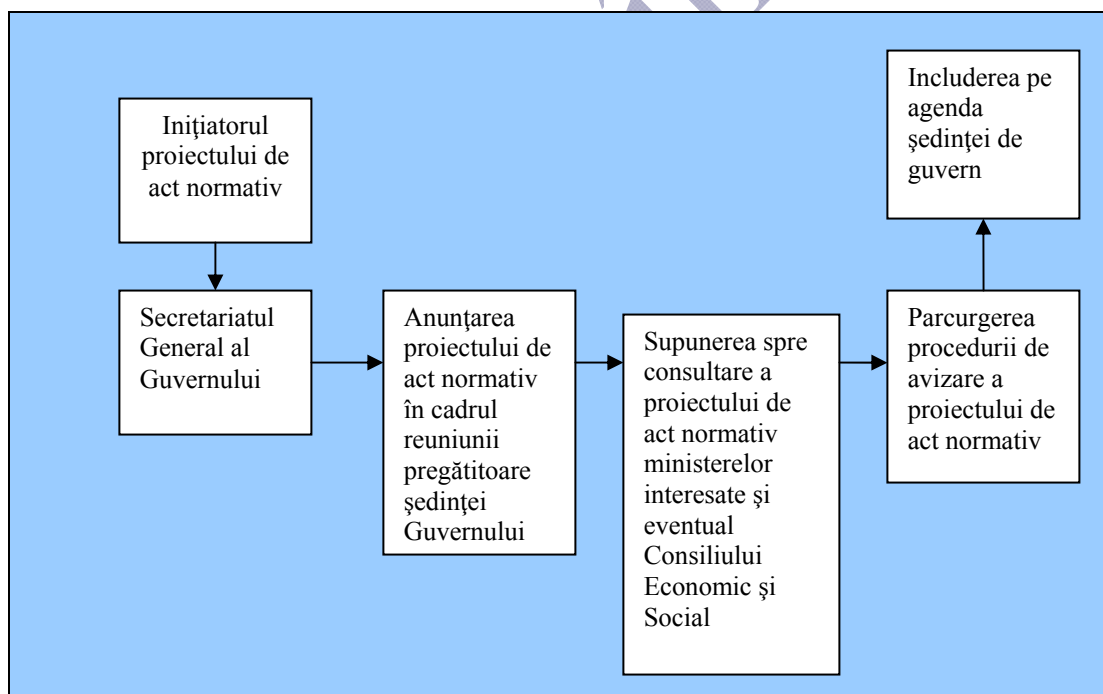 Iniţiatorul
proiectului de
act normativ
Secretariatul
General al
Guvernului
Anunţarea
proiectului de
act normativ
în cadrul
reuniunii
pregătitoare
şedinţei
Guvernului
Supunerea spre
consultare a
proiectului de
act normativ
ministerelor
interesate şi
eventual
Consiliului
Economic şi
Social
Parcurgerea
procedurii de
avizare a
proiectului de
act normativ
Includerea pe
agenda
şedinţei de
guvern